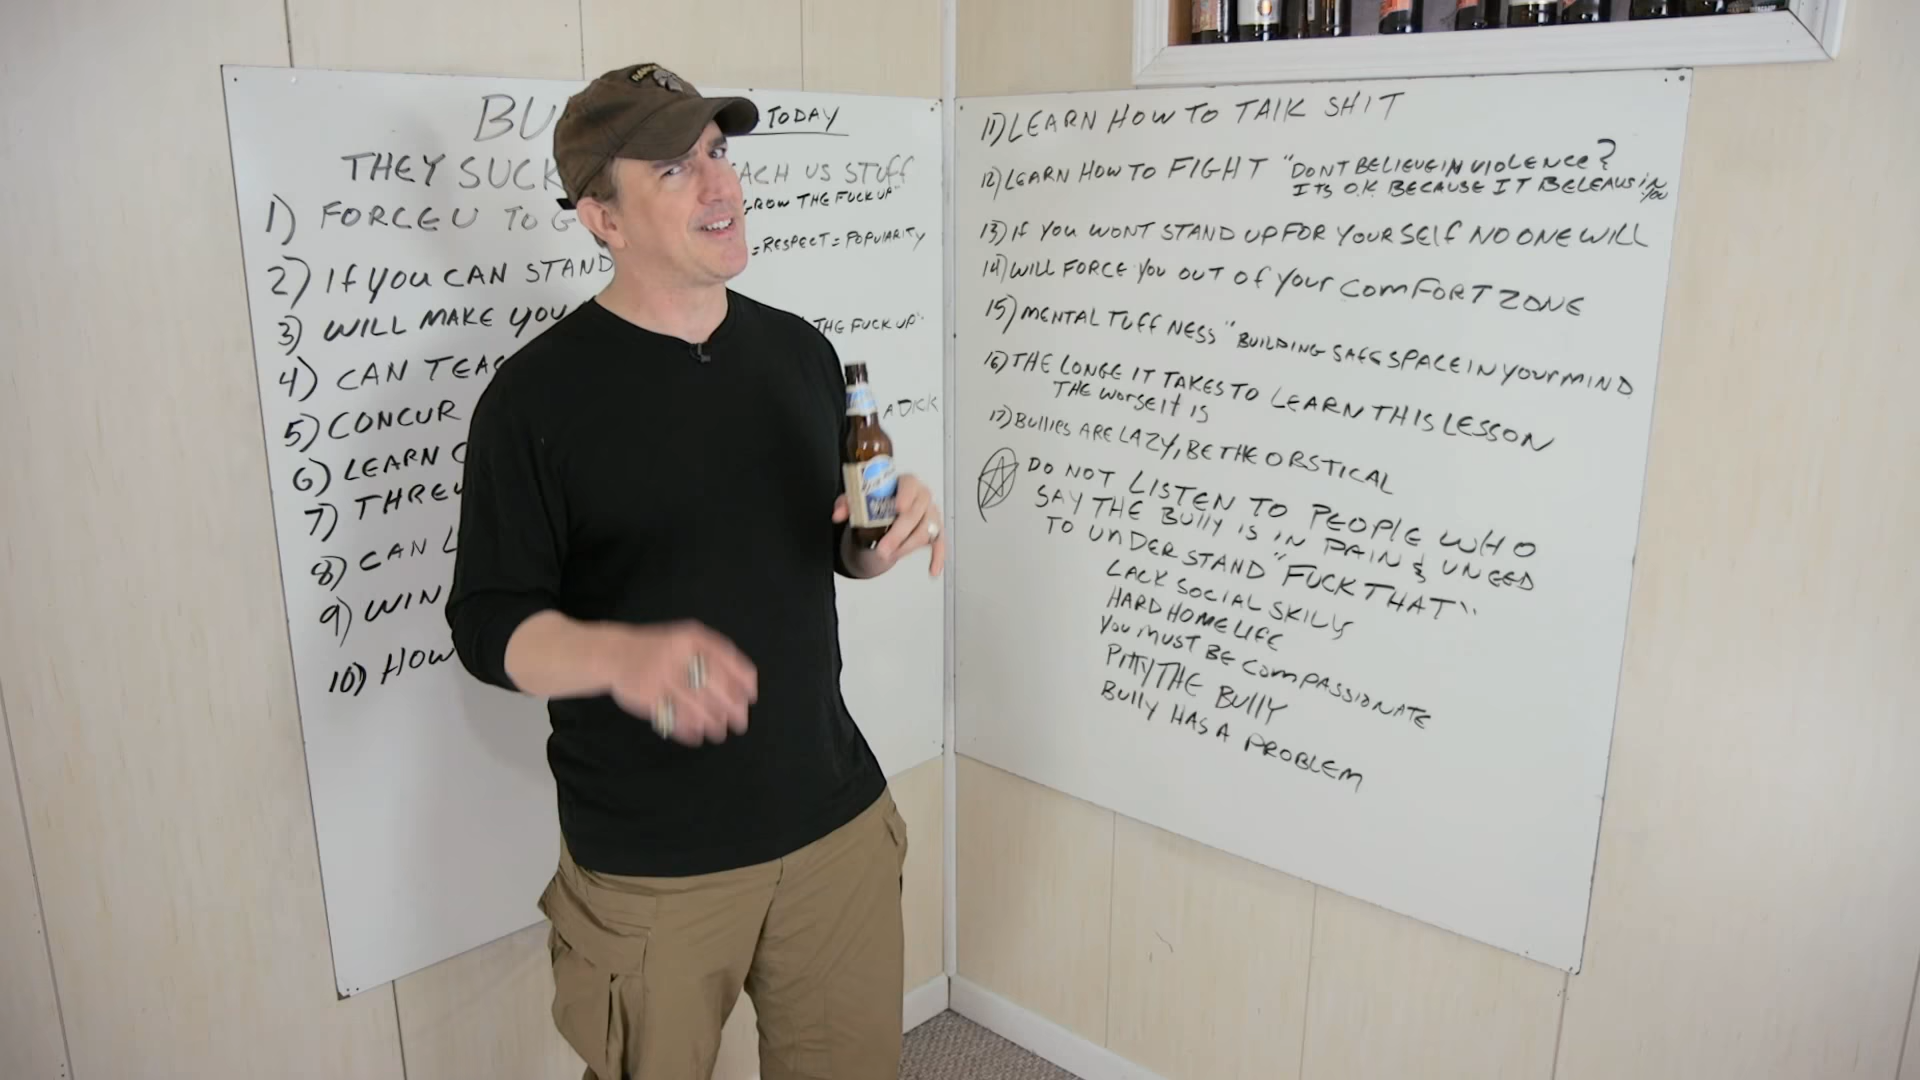 BU
TODAY
THEY SUCK
ACH US STUFF
1) FORCE U TO G
GROW THE FUCK UP"
2) If YOU CAN STAND
=RESPECT=POPULARITY
3) WILL MAKE YOU
THE FUCK UP"
4) CAN TEAC
5) CONCUR
A DICK
6) LEARN
7) THREW
8) CAN L
9) WIN
10) HOW
11) LEARN HOW TO TALK SHIT
12) LEARN HOW TO FIGHT "DONT BELIEVE IN VIOLENCE?
ITS O.K BECAUSE IT BELEAVS IN YOU
13) If YOU WONT STAND UP FOR YOURSELF NO ONE WILL
14) WILL FORCE YOU OUT OF YOUR COMFORT ZONE
15) MENTAL TUFFNESS "BUILDING SAFE SPACE IN YOUR MIND
16) THE LONGE IT TAKES TO LEARN THIS LESSON
THE WORSE IT IS
17) BULLIES ARE LAZY, BE THE OBSTICAL
DO NOT LISTEN TO PEOPLE WHO
SAY THE BULLY IS IN PAIN & U NEED
TO UNDERSTAND "FUCK THAT"
LACK SOCIAL SKILLS
HARD HOME LIFE
YOU MUST BE COMPASSIONATE
PITTY THE BULLY
BULLY HAS A PROBLEM